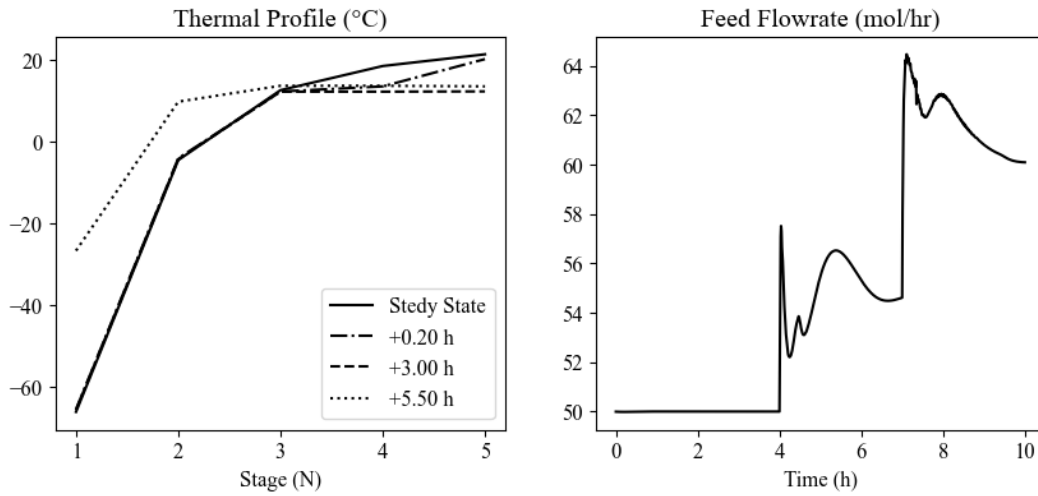 Thermal Profile (°C)
20
0
−20
−40
−60
1 2 3 4 5
Stage (N)
Stedy State
+0.20 h
+3.00 h
+5.50 h
Feed Flowrate (mol/hr)
64
62
60
58
56
54
52
50
0 2 4 6 8 10
Time (h)